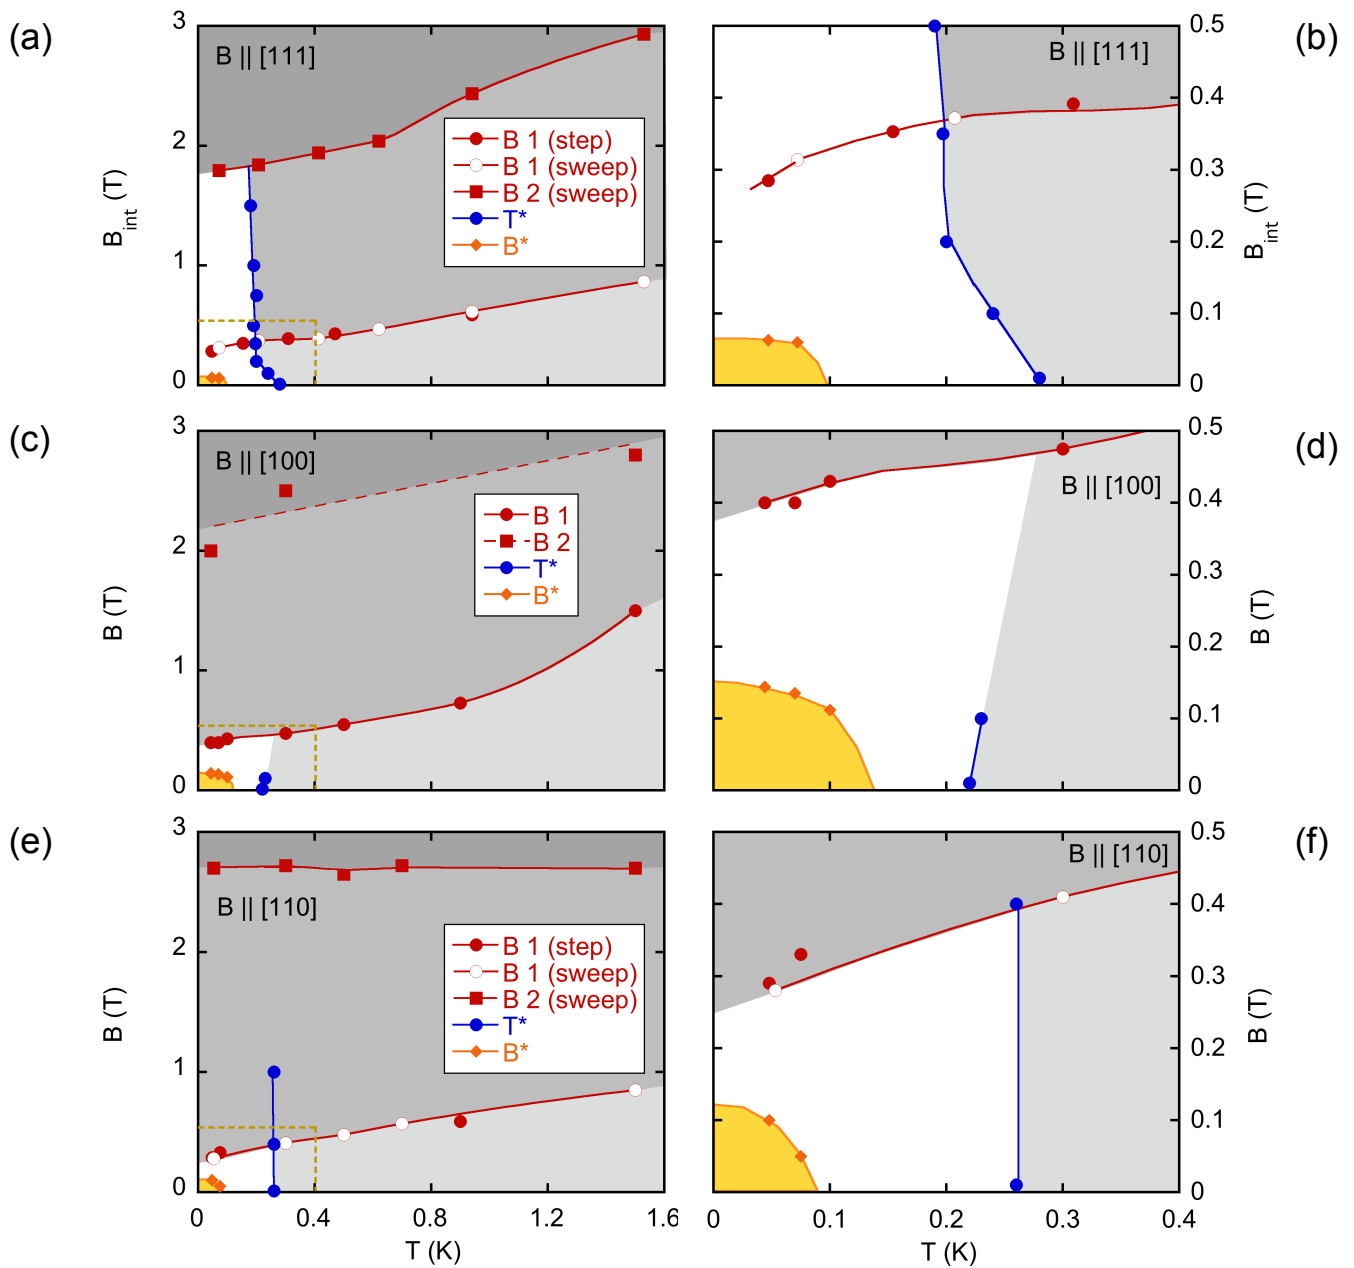 (a)
3
2
1
0
B_int (T)
B || [111]
B 1 (step)
B 1 (sweep)
B 2 (sweep)
T*
B*
(b)
0.5
0.4
0.3
0.2
0.1
0
B_int (T)
B || [111]
(c)
3
2
1
0
B (T)
B || [100]
B 1
B 2
T*
B*
(d)
0.5
0.4
0.3
0.2
0.1
0
B (T)
B || [100]
(e)
3
2
1
0
B (T)
B || [110]
B 1 (step)
B 1 (sweep)
B 2 (sweep)
T*
B*
0 0.4 0.8 1.2 1.6
T (K)
(f)
0.5
0.4
0.3
0.2
0.1
0
B (T)
B || [110]
0 0.1 0.2 0.3 0.4
T (K)